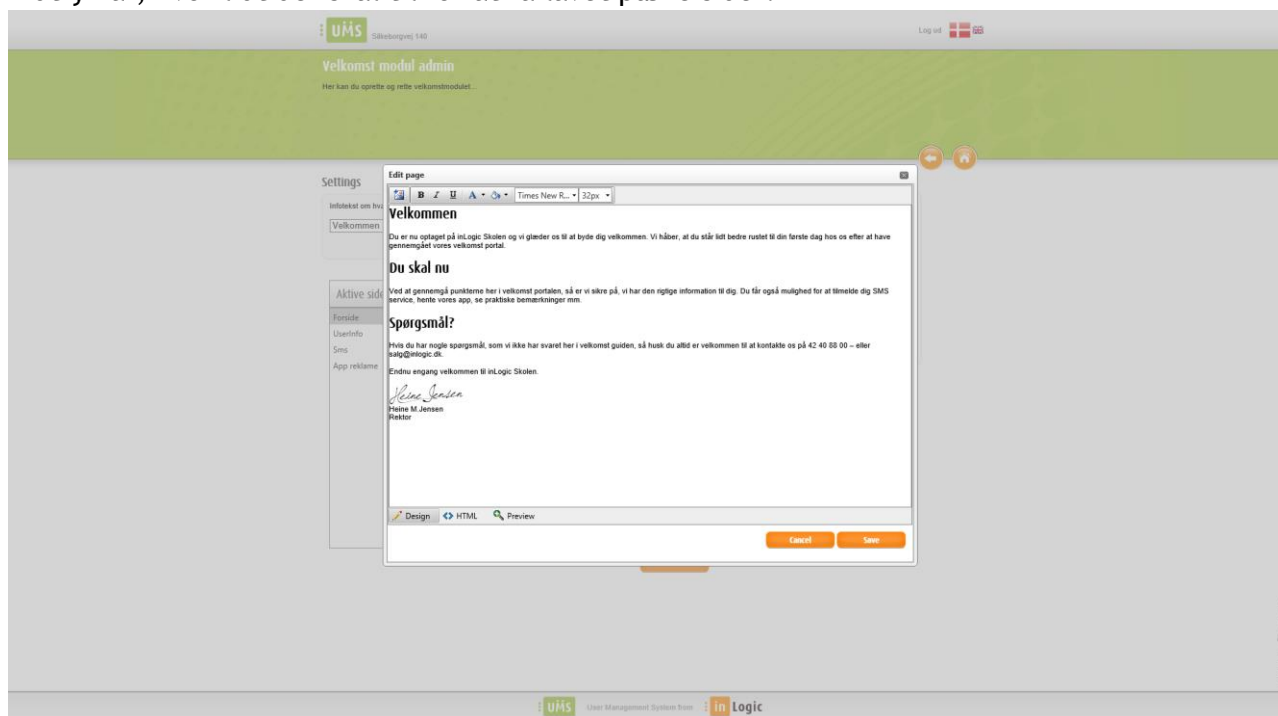 UMS Silkeborgvej 140
Log ud
Velkomst modul admin
Her kan du oprette og rette velkomstmodulet...
Settings
Infotekst om hva
Velkommen
Aktive side
Forside
UserInfo
Sms
App reklame
Edit page
B I U A Times New R... 32px
Velkommen
Du er nu optaget på inLogic Skolen og vi glæder os til at byde dig velkommen. Vi håber, at du står lidt bedre rustet til din første dag hos os efter at have
gennemgået vores velkomst portal.
Du skal nu
Ved at gennemgå punkterne her i velkomst portalen, så er vi sikre på, vi har den rigtige information til dig. Du får også mulighed for at tilmelde dig SMS
service, hente vores app, se praktiske bemærkninger mm.
Spørgsmål?
Hvis du har nogle spørgsmål, som vi ikke har svaret her i velkomst guiden, så husk du altid er velkommen til at kontakte os på 42 40 88 00 – eller
salg@inlogic.dk.
Endnu engang velkommen til inLogic Skolen.
Heine Jensen
Heine M.Jensen
Rektor
Design HTML Preview
Cancel Save
UMS User Management System from in Logic